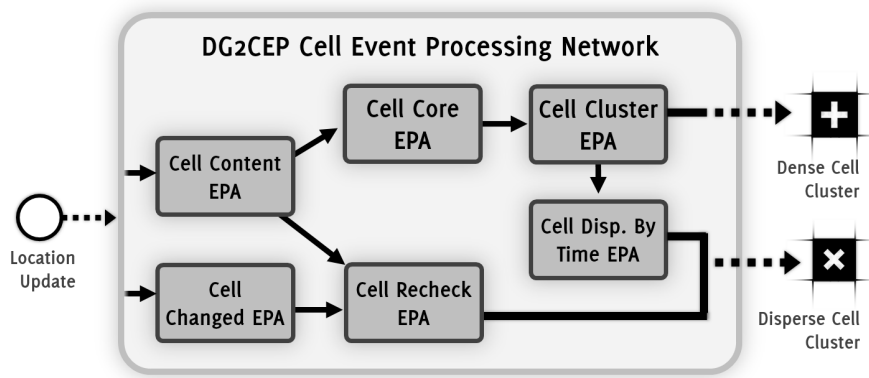 DG2CEP Cell Event Processing Network
Cell Core
EPA
Cell Cluster
EPA
Cell Content
EPA
Cell Disp. By
Time EPA
Cell
Changed EPA
Cell Recheck
EPA
Location
Update
Dense Cell
Cluster
Disperse Cell
Cluster